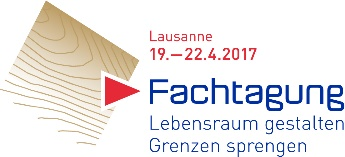 Lausanne
19.—22.4.2017
Fachtagung
Lebensraum gestalten
Grenzen sprengen